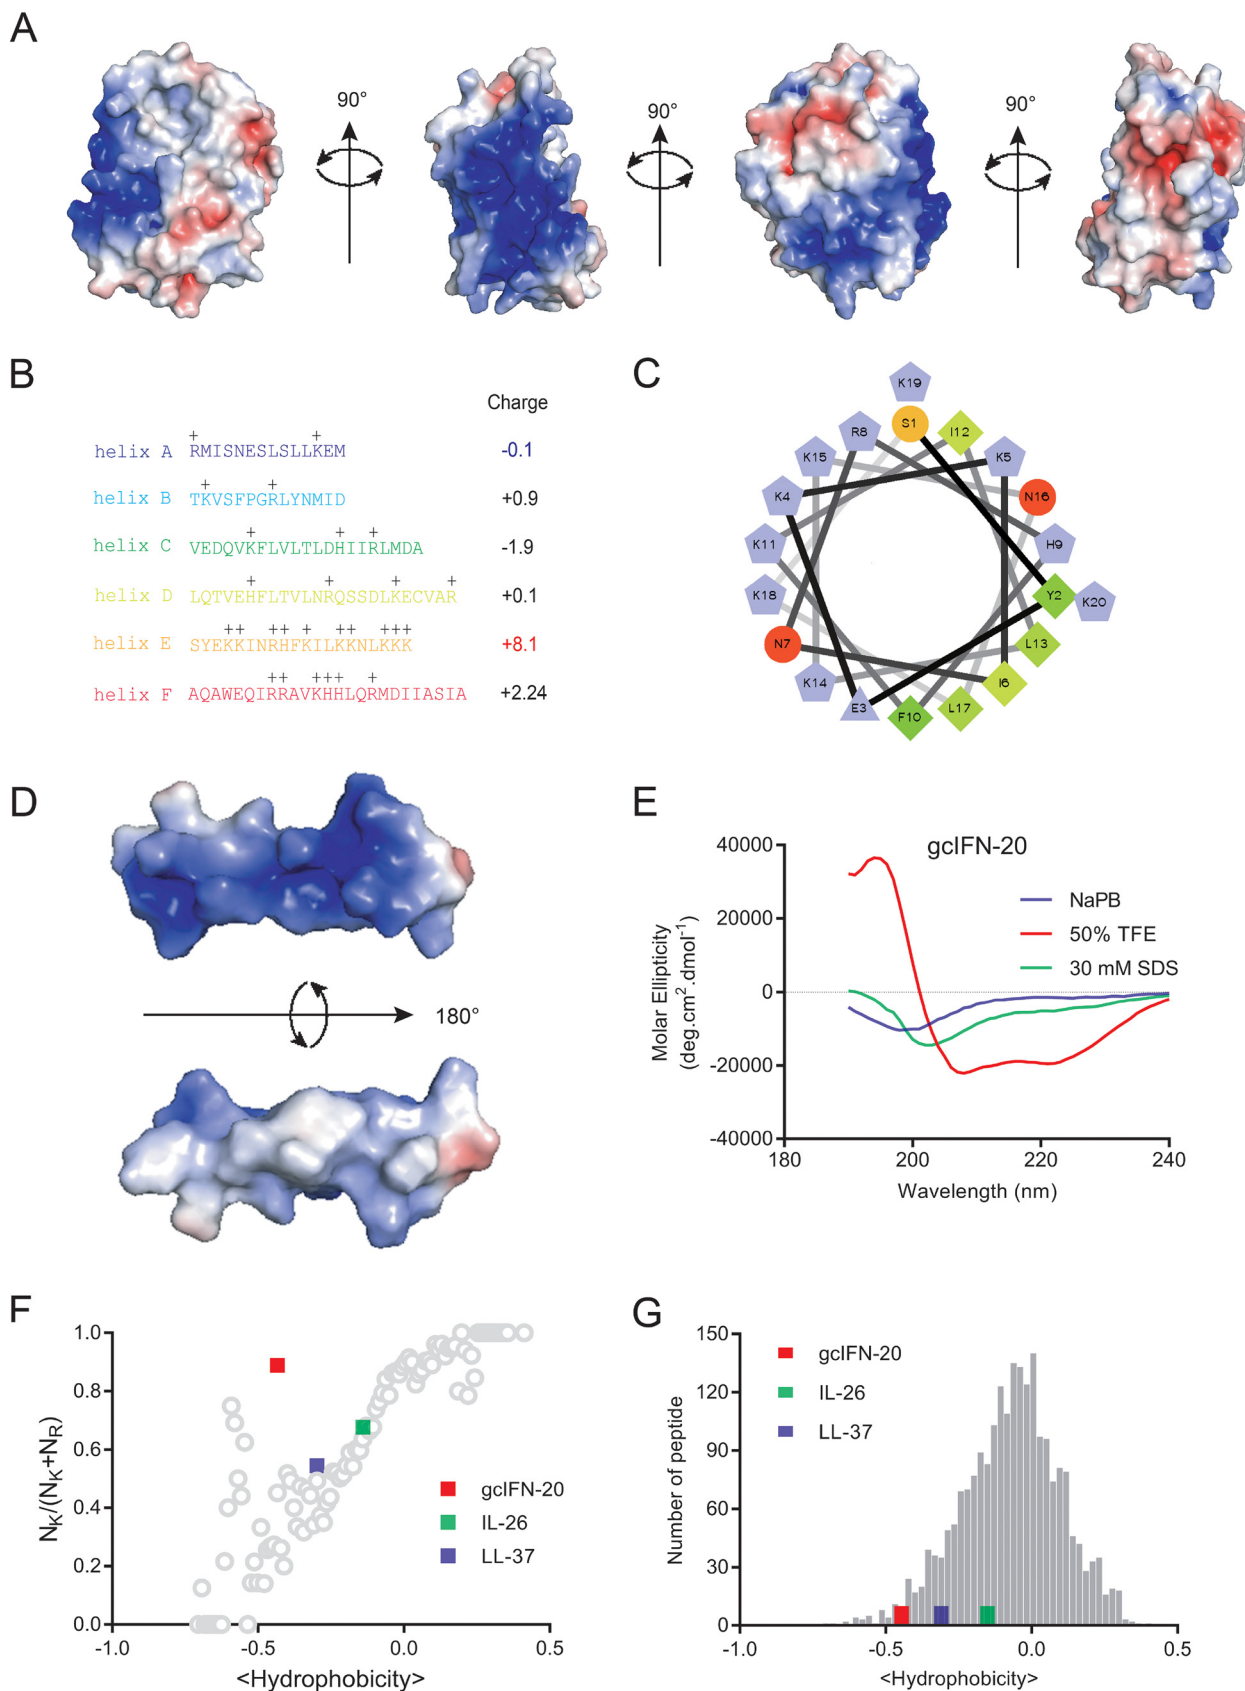 A
90°
90°
90°
B
Charge
helix A RMISNESLSLLKEM -0.1
helix B TKVSFPGRLYNMID +0.9
helix C VEDQVKFLVLTLDHIIRLMDA -1.9
helix D LQTVEHFLTVLNRQSSDLKECVAR +0.1
helix E SYEKKINRHFKILKKNLKKK +8.1
helix F AQAWEQIRRAVKHHLQRMDIIASIA +2.24
+ +
+ +
+ + +
+ + + +
++ ++ + ++ +++
++ +++ +
C
K19
S1
R8
I12
K15
K5
K4
N16
K11
H9
K18
Y2
K20
N7
L13
K14
I6
E3
L17
F10
D
180°
E
gcIFN-20
NaPB
50% TFE
30 mM SDS
Molar Ellipticity
(deg.cm².dmol⁻¹)
40000
20000
0
-20000
-40000
180 200 220 240
Wavelength (nm)
F
N_K/(N_K+N_R)
1.0
0.8
0.6
0.4
0.2
0.0
gcIFN-20
IL-26
LL-37
-1.0 -0.5 0.0 0.5
<Hydrophobicity>
G
Number of peptide
150
120
90
60
30
0
gcIFN-20
IL-26
LL-37
-1.0 -0.5 0.0 0.5
<Hydrophobicity>